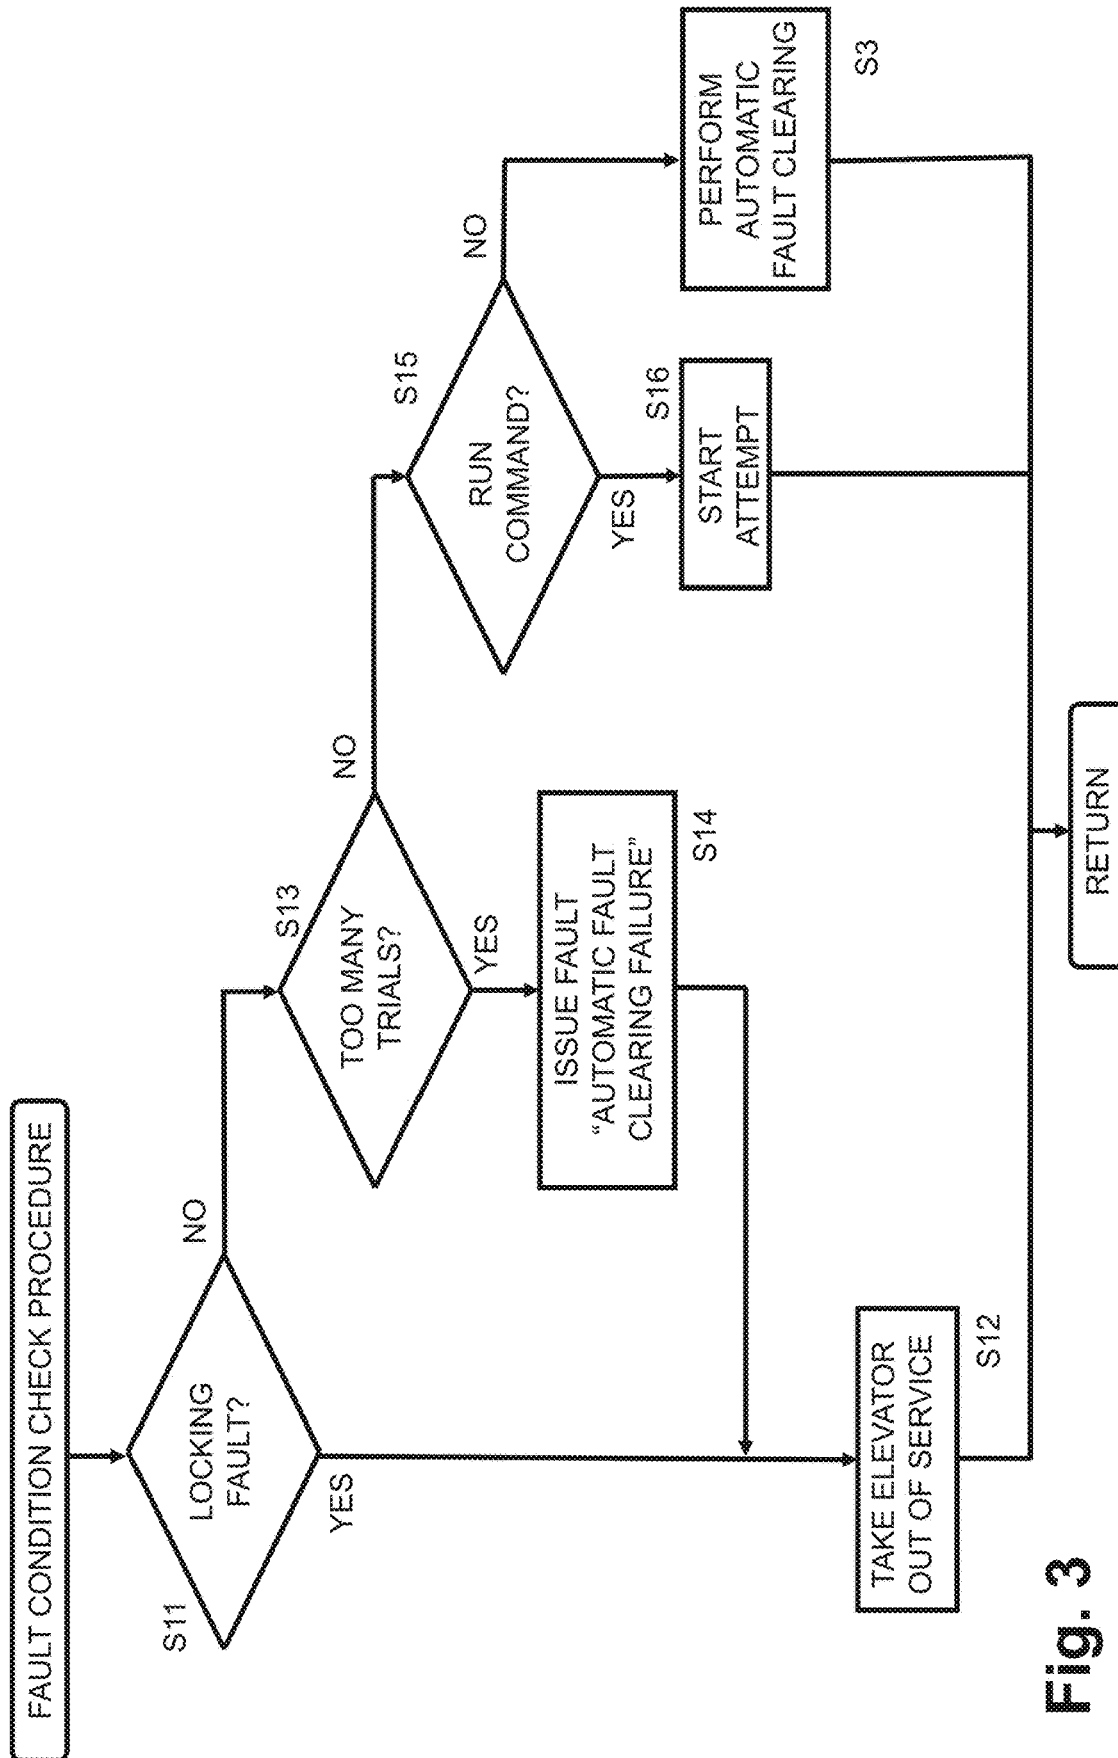 FAULT CONDITION CHECK PROCEDURE
S11
LOCKING
FAULT?
NO
YES
S13
TOO MANY
TRIALS?
NO
YES
ISSUE FAULT
“AUTOMATIC FAULT
CLEARING FAILURE”
S14
S15
RUN
COMMAND?
NO
YES
S16
START
ATTEMPT
PERFORM
AUTOMATIC
FAULT CLEARING
S3
TAKE ELEVATOR
OUT OF SERVICE
S12
RETURN
Fig. 3